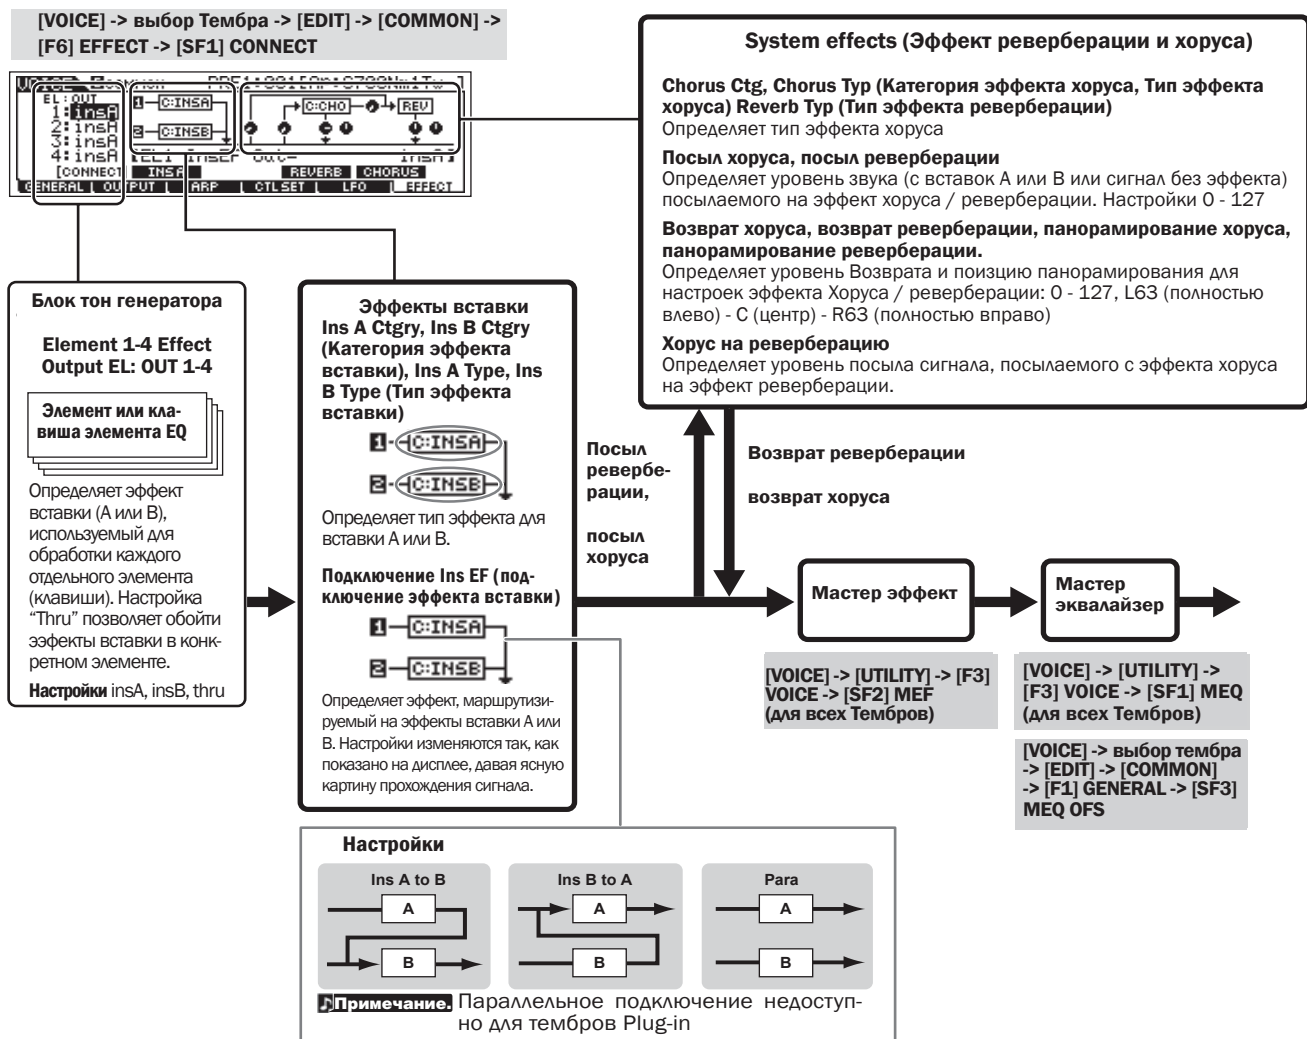 [VOICE] -> выбор Тембра -> [EDIT] -> [COMMON] ->
[F6] EFFECT -> [SF1] CONNECT
EL:OUT
1:insA
2:insA
3:insA
4:insA
1 C:INSA
2 C:INSB
C:CHO
REV
[CONNECT] INSA REVERB CHORUS
GENERAL OUTPUT ARP CTLSET LFO EFFECT
System effects (Эффект реверберации и хоруса)
Chorus Ctg, Chorus Typ (Категория эффекта хоруса, Тип эффекта
хоруса) Reverb Typ (Тип эффекта реверберации)
Определяет тип эффекта хоруса
Посыл хоруса, посыл реверберации
Определяет уровень звука (с вставок А или В или сигнал без эффекта)
посылаемого на эффект хоруса / реверберации. Настройки 0 - 127
Возврат хоруса, возврат реверберации, панорамирование хоруса,
панорамирование реверберации.
Определяет уровень Возврата и поизцию панорамирования для
настроек эффекта Хоруса / реверберации: 0 - 127, L63 (полностью
влево) - C (центр) - R63 (полностью вправо)
Хорус на реверберацию
Определяет уровень посыла сигнала, посылаемого с эффекта хоруса
на эффект реверберации.
Блок тон генератора
Element 1-4 Effect
Output EL: OUT 1-4
Элемент или кла-
виша элемента EQ
Определяет эффект
вставки (А или В),
используемый для
обработки каждого
отдельного элемента
(клавиши). Настройка
“Thru” позволяет обойти
ээфекты вставки в конк-
ретном элементе.
Настройки insA, insB, thru
Эффекты вставки
Ins A Ctgry, Ins B Ctgry
(Категория эффекта
вставки), Ins A Type, Ins
B Type (Тип эффекта
вставки)
1 C:INSA
2 C:INSB
Определяет тип эффекта для
вставки А или В.
Подключение Ins EF (под-
ключение эффекта вставки)
1 C:INSA
2 C:INSB
Определяет эффект, маршрутизи-
руемый на эффекты вставки А или
В. Настройки изменяются так, как
показано на дисплее, давая ясную
картину прохождения сигнала.
Посыл
ревербе-
рации,
посыл
хоруса
Возврат реверберации
возврат хоруса
Мастер эффект
Мастер
эквалайзер
[VOICE] -> [UTILITY] -> [F3]
VOICE -> [SF2] MEF
(для всех Тембров)
[VOICE] -> [UTILITY] ->
[F3] VOICE -> [SF1] MEQ
(для всех Тембров)
[VOICE] -> выбор тембра
-> [EDIT] -> [COMMON]
-> [F1] GENERAL -> [SF3]
MEQ OFS
Настройки
Ins A to B
A
B
Ins B to A
A
B
Para
A
B
Примечание. Параллельное подключение недоступ-
но для тембров Plug-in